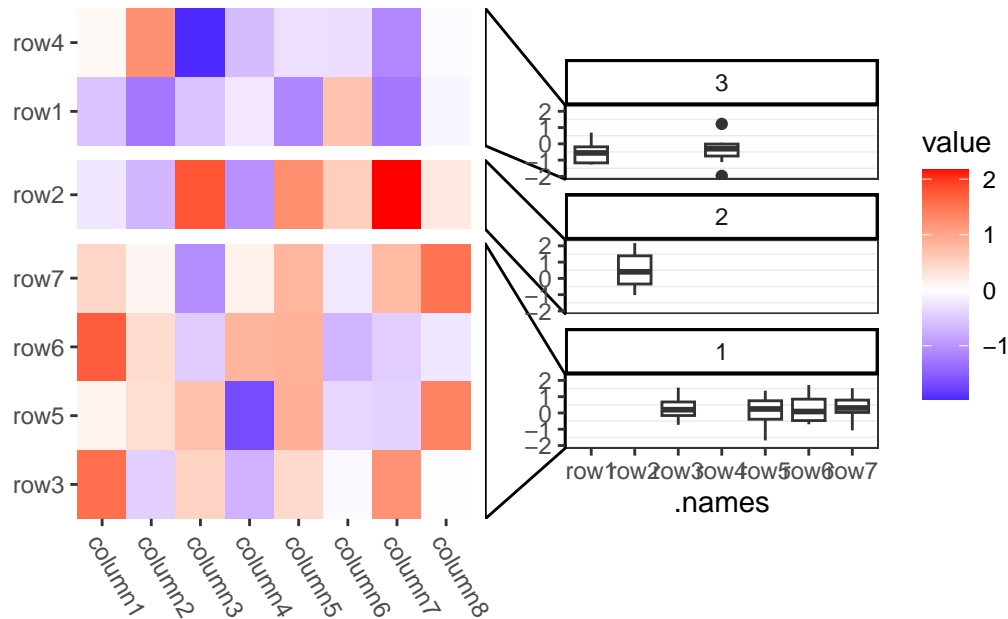 row4
row1
row2
row7
row6
row5
row3
column1
column2
column3
column4
column5
column6
column7
column8
3
2
1
0
−1
−2
2
2
1
0
−1
−2
1
2
1
0
−1
−2
row1
row2
row3
row4
row5
row6
row7
.names
value
2
1
0
−1